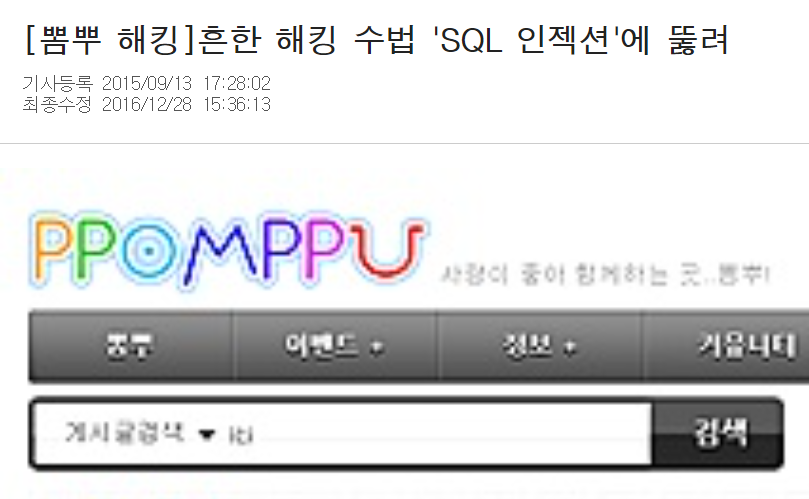 [뽐뿌 해킹]흔한 해킹 수법 'SQL 인젝션'에 뚫려
기사등록 2015/09/13 17:28:02
최종수정 2016/12/28 15:36:13
PPOMPPU
사람이 좋아 함께하는 곳..뽐뿌!
뽐뿌 이벤트 + 정보 + 커뮤니티
게시글검색 ▼ 검색